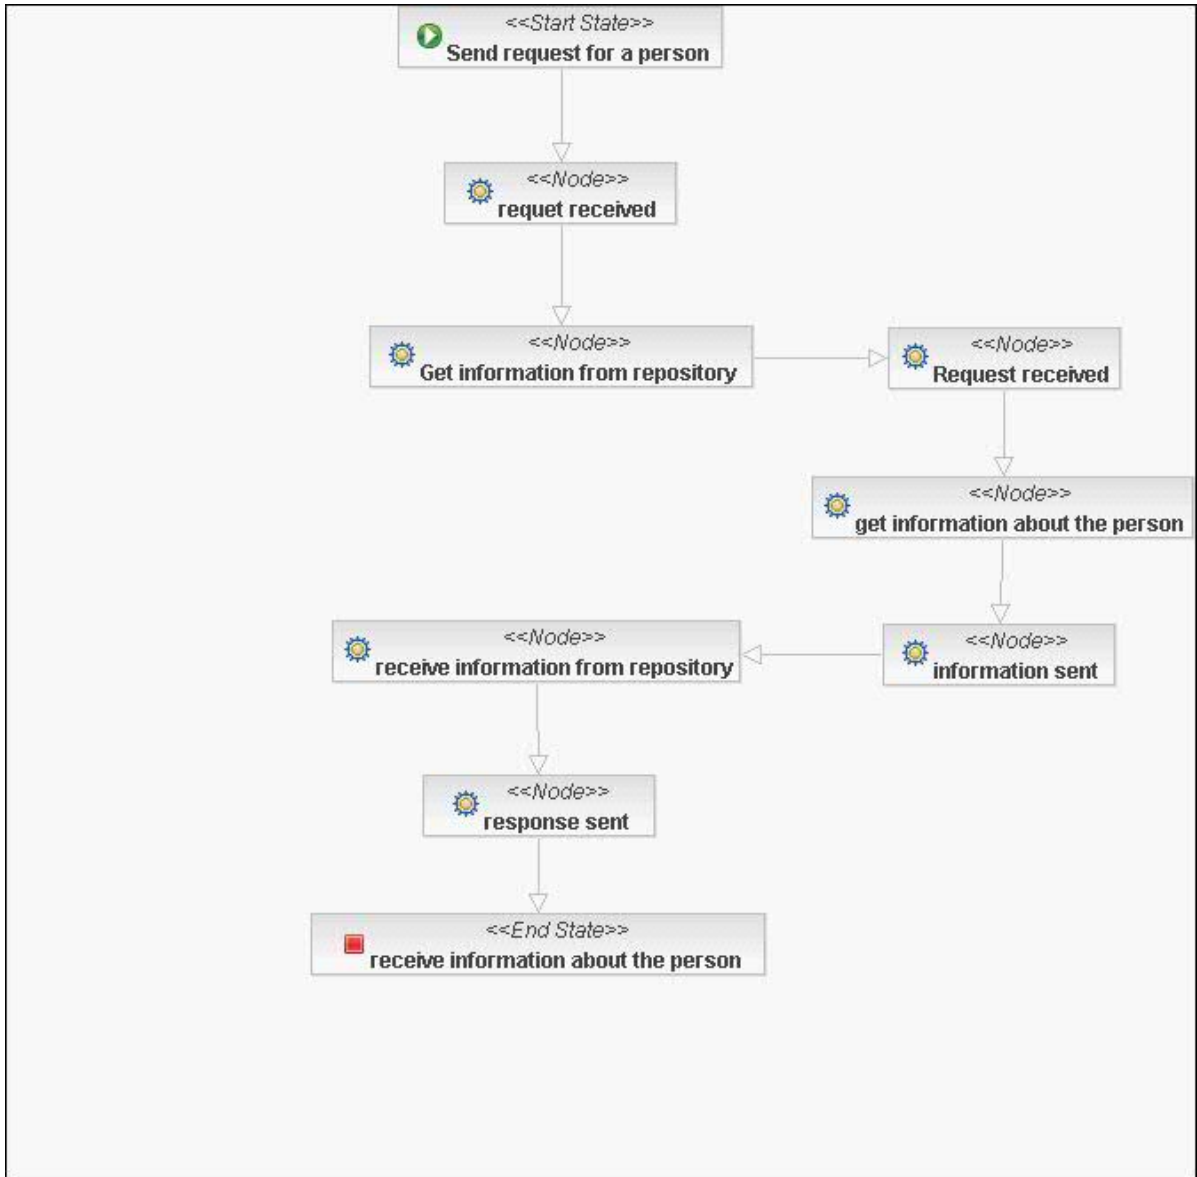 <<Start State>>
Send request for a person
<<Node>>
requet received
<<Node>>
Get information from repository
<<Node>>
Request received
<<Node>>
get information about the person
<<Node>>
information sent
<<Node>>
receive information from repository
<<Node>>
response sent
<<End State>>
receive information about the person